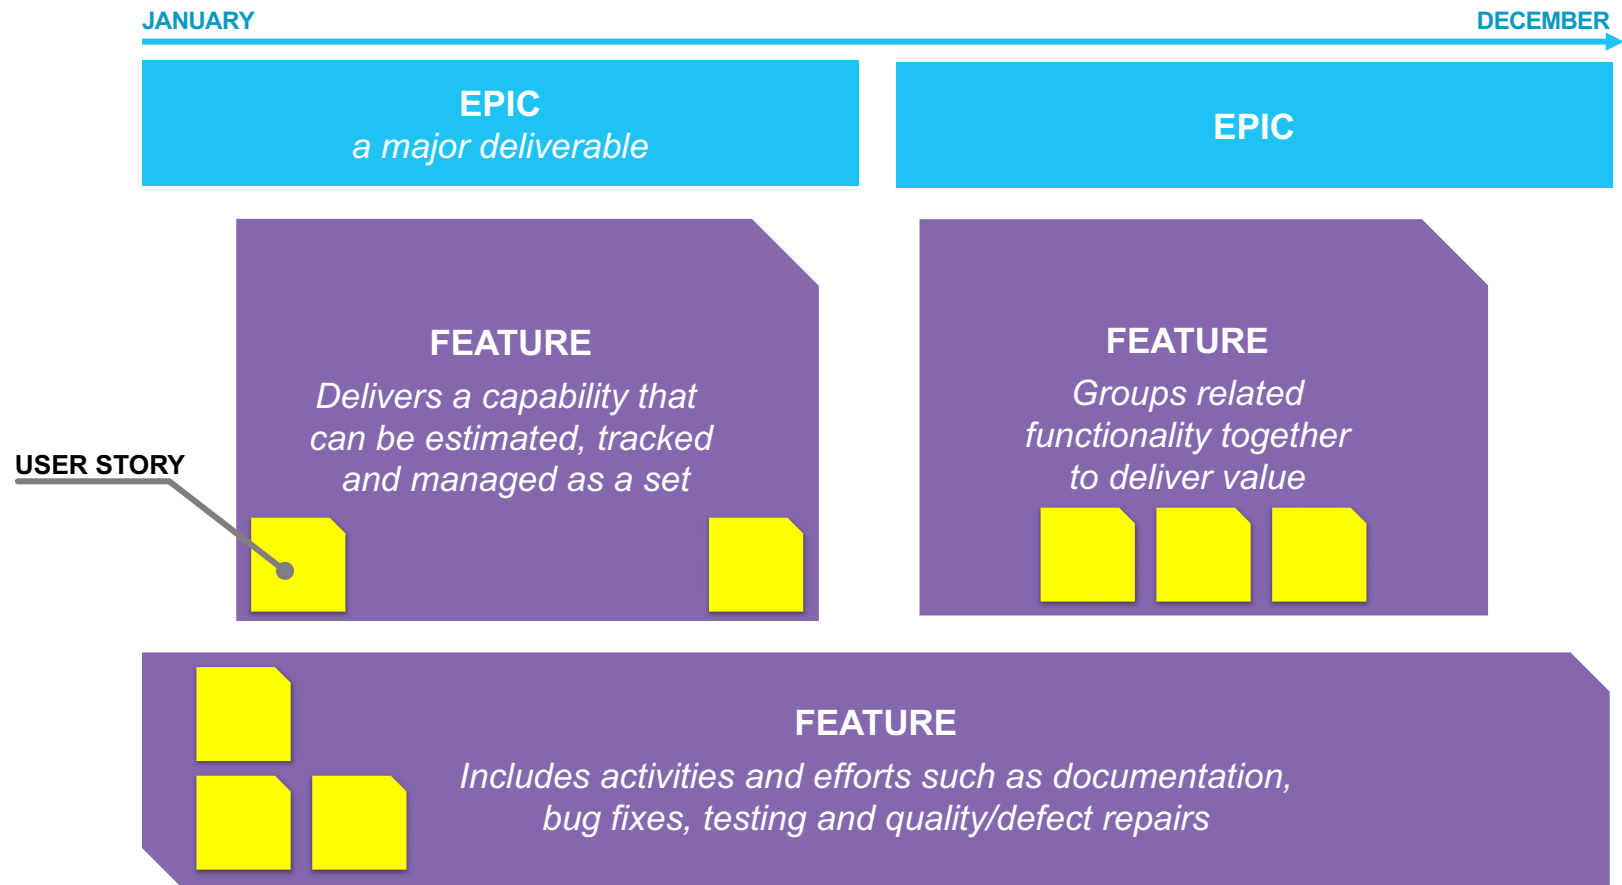 JANUARY
DECEMBER
EPIC
a major deliverable
EPIC
FEATURE
Delivers a capability that
can be estimated, tracked
and managed as a set
FEATURE
Groups related
functionality together
to deliver value
USER STORY
FEATURE
Includes activities and efforts such as documentation,
bug fixes, testing and quality/defect repairs